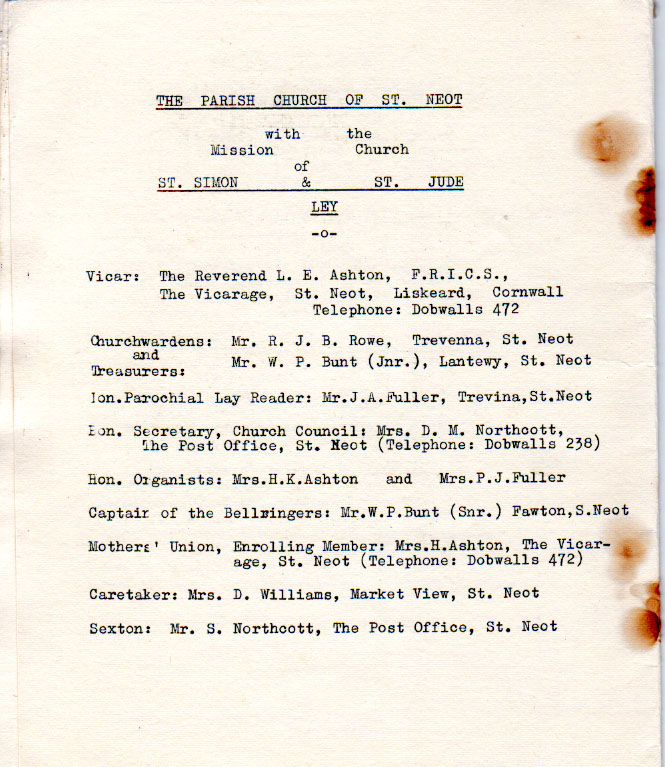 THE PARISH CHURCH OF ST. NEOT
with the
Mission Church
of
ST. SIMON & ST. JUDE
LEY
-o-
Vicar: The Reverend L. E. Ashton, F.R.I.C.S.,
The Vicarage, St. Neot, Liskeard, Cornwall
Telephone: Dobwalls 472
Churchwardens: Mr. R. J. B. Rowe, Trevenna, St. Neot
and
Treasurers: Mr. W. P. Bunt (Jnr.), Lantewy, St. Neot
Hon.Parochial Lay Reader: Mr.J.A.Fuller, Trevina,St.Neot
Hon. Secretary, Church Council: Mrs. D. M. Northcott,
The Post Office, St. Neot (Telephone: Dobwalls 238)
Hon. Organists: Mrs.H.K.Ashton and Mrs.P.J.Fuller
Captain of the Bellringers: Mr.W.P.Bunt (Snr.) Fawton,S.Neot
Mothers' Union, Enrolling Member: Mrs.H.Ashton, The Vicar-
age, St. Neot (Telephone: Dobwalls 472)
Caretaker: Mrs. D. Williams, Market View, St. Neot
Sexton: Mr. S. Northcott, The Post Office, St. Neot